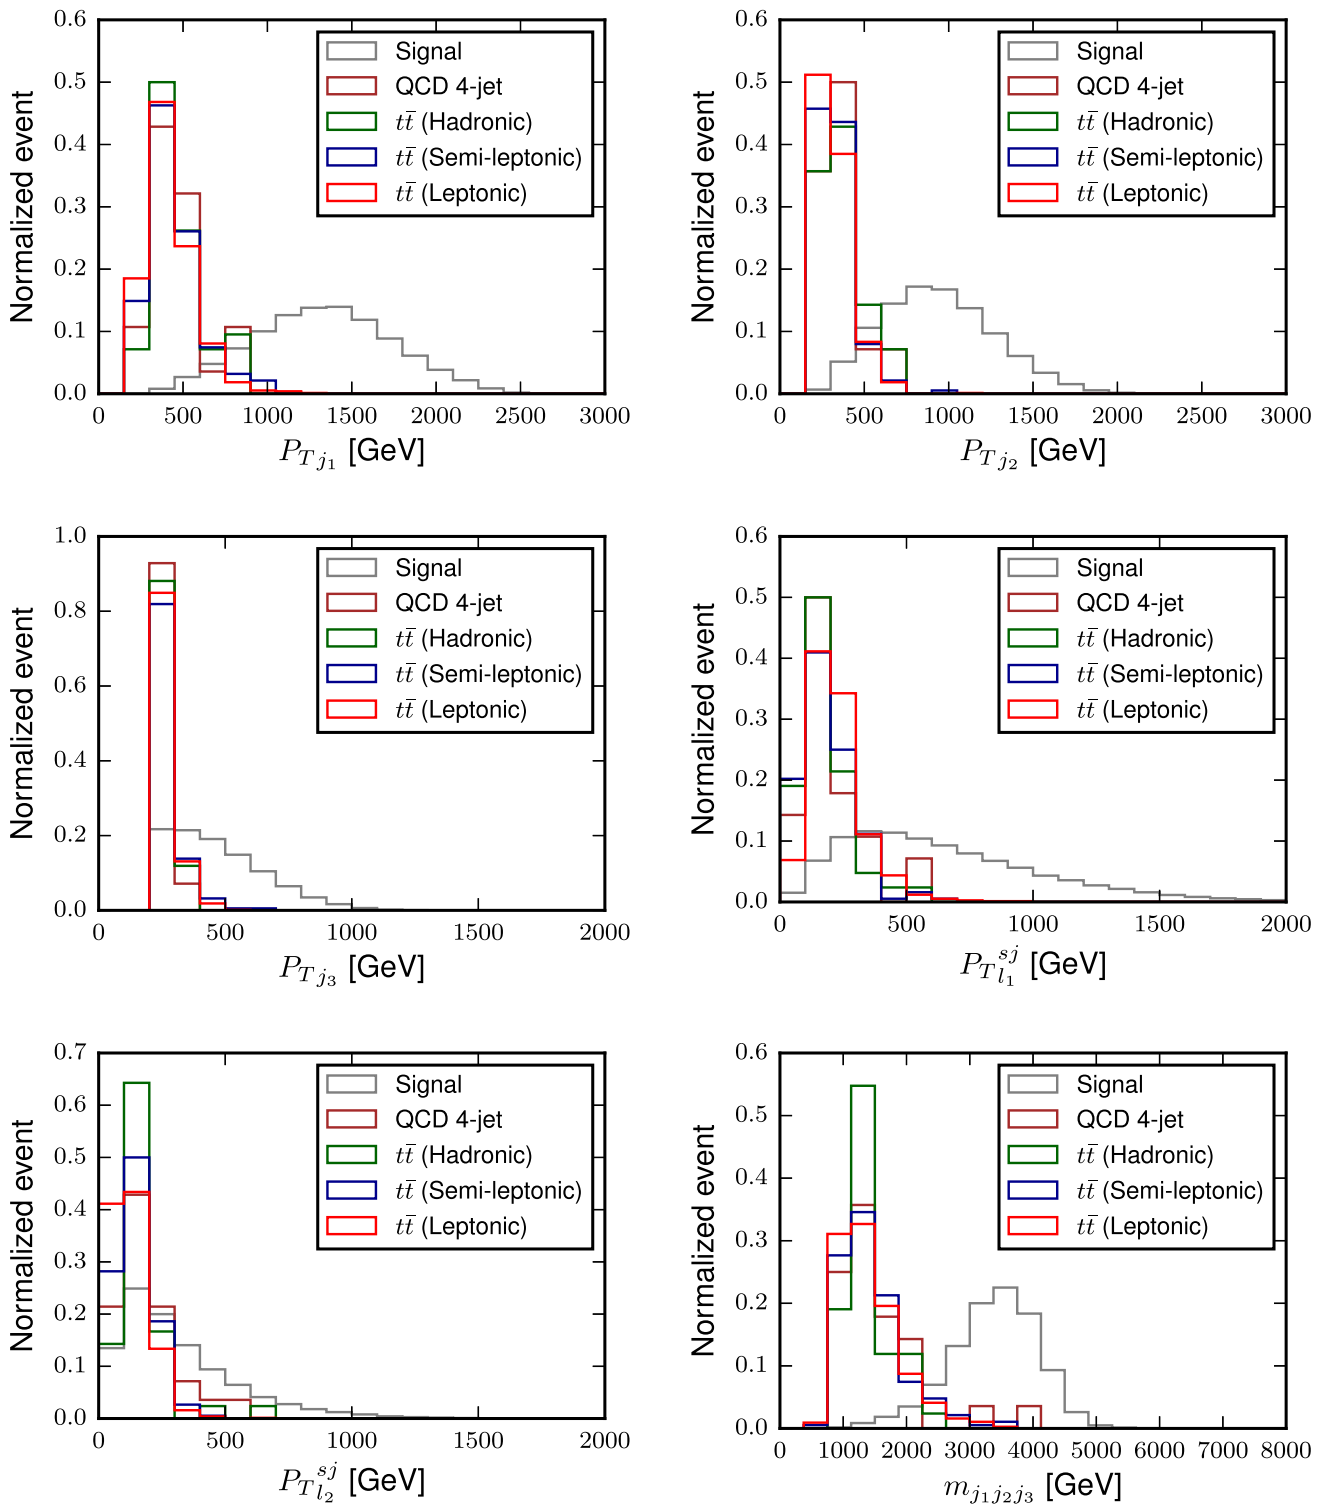 0.6
0.5
0.4
0.3
0.2
0.1
0.0
Normalized event
Signal
QCD 4-jet
tt̄ (Hadronic)
tt̄ (Semi-leptonic)
tt̄ (Leptonic)
0 500 1000 1500 2000 2500 3000
P_{T j_1} [GeV]
0.6
0.5
0.4
0.3
0.2
0.1
0.0
Normalized event
Signal
QCD 4-jet
tt̄ (Hadronic)
tt̄ (Semi-leptonic)
tt̄ (Leptonic)
0 500 1000 1500 2000 2500 3000
P_{T j_2} [GeV]
1.0
0.8
0.6
0.4
0.2
0.0
Normalized event
Signal
QCD 4-jet
tt̄ (Hadronic)
tt̄ (Semi-leptonic)
tt̄ (Leptonic)
0 500 1000 1500 2000
P_{T j_3} [GeV]
0.6
0.5
0.4
0.3
0.2
0.1
0.0
Normalized event
Signal
QCD 4-jet
tt̄ (Hadronic)
tt̄ (Semi-leptonic)
tt̄ (Leptonic)
0 500 1000 1500 2000
P_{T l_1}^{sj} [GeV]
0.7
0.6
0.5
0.4
0.3
0.2
0.1
0.0
Normalized event
Signal
QCD 4-jet
tt̄ (Hadronic)
tt̄ (Semi-leptonic)
tt̄ (Leptonic)
0 500 1000 1500 2000
P_{T l_2}^{sj} [GeV]
0.6
0.5
0.4
0.3
0.2
0.1
0.0
Normalized event
Signal
QCD 4-jet
tt̄ (Hadronic)
tt̄ (Semi-leptonic)
tt̄ (Leptonic)
0 1000 2000 3000 4000 5000 6000 7000 8000
m_{j_1 j_2 j_3} [GeV]